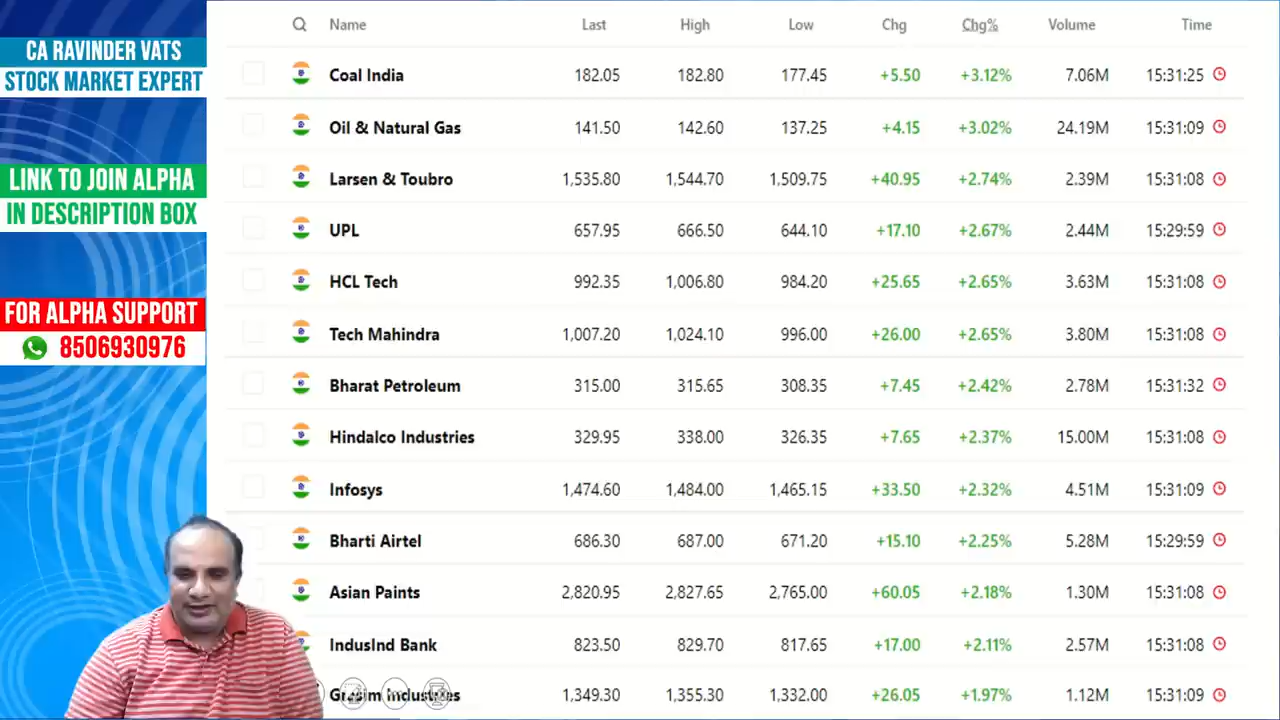 CA RAVINDER VATS
STOCK MARKET EXPERT
LINK TO JOIN ALPHA
IN DESCRIPTION BOX
FOR ALPHA SUPPORT
8506930976
Name Last High Low Chg Chg% Volume Time
Coal India 182.05 182.80 177.45 +5.50 +3.12% 7.06M 15:31:25
Oil & Natural Gas 141.50 142.60 137.25 +4.15 +3.02% 24.19M 15:31:09
Larsen & Toubro 1,535.80 1,544.70 1,509.75 +40.95 +2.74% 2.39M 15:31:08
UPL 657.95 666.50 644.10 +17.10 +2.67% 2.44M 15:29:59
HCL Tech 992.35 1,006.80 984.20 +25.65 +2.65% 3.63M 15:31:08
Tech Mahindra 1,007.20 1,024.10 996.00 +26.00 +2.65% 3.80M 15:31:08
Bharat Petroleum 315.00 315.65 308.35 +7.45 +2.42% 2.78M 15:31:32
Hindalco Industries 329.95 338.00 326.35 +7.65 +2.37% 15.00M 15:31:08
Infosys 1,474.60 1,484.00 1,465.15 +33.50 +2.32% 4.51M 15:31:09
Bharti Airtel 686.30 687.00 671.20 +15.10 +2.25% 5.28M 15:29:59
Asian Paints 2,820.95 2,827.65 2,765.00 +60.05 +2.18% 1.30M 15:31:08
IndusInd Bank 823.50 829.70 817.65 +17.00 +2.11% 2.57M 15:31:08
Grasim Industries 1,349.30 1,355.30 1,332.00 +26.05 +1.97% 1.12M 15:31:09